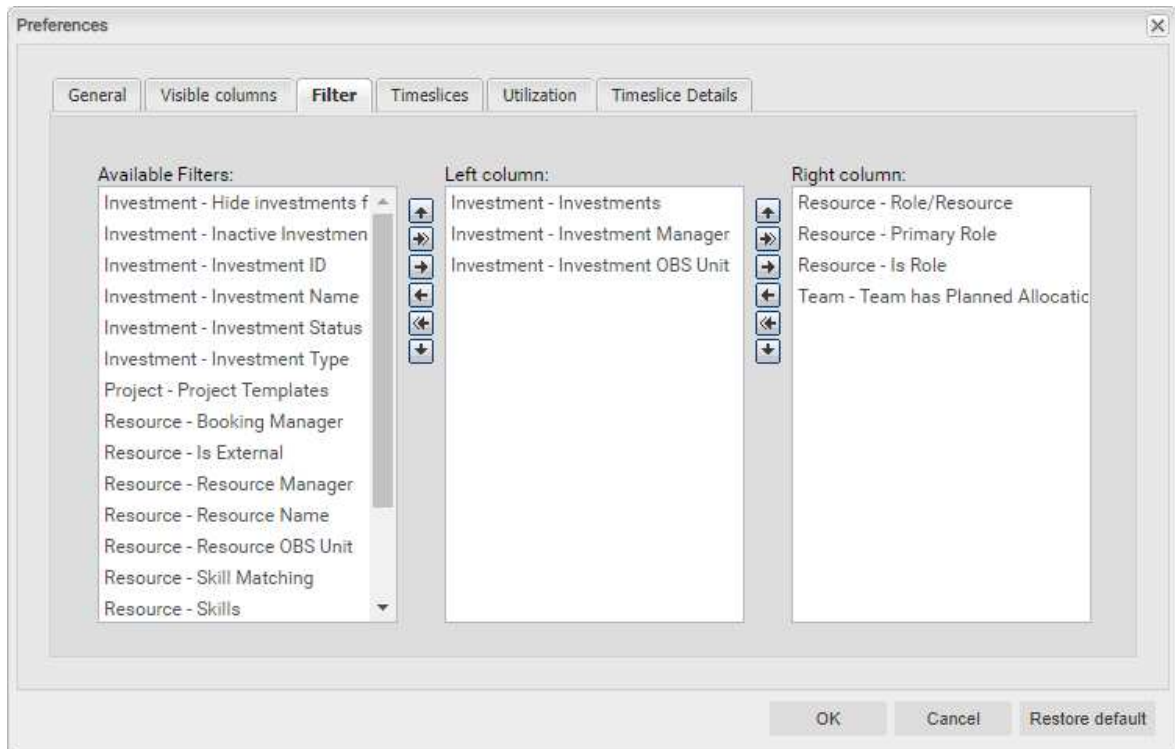 Preferences
General
Visible columns
Filter
Timeslices
Utilization
Timeslice Details
Available Filters:
Investment - Hide investments f
Investment - Inactive Investmen
Investment - Investment ID
Investment - Investment Name
Investment - Investment Status
Investment - Investment Type
Project - Project Templates
Resource - Booking Manager
Resource - Is External
Resource - Resource Manager
Resource - Resource Name
Resource - Resource OBS Unit
Resource - Skill Matching
Resource - Skills
Left column:
Investment - Investments
Investment - Investment Manager
Investment - Investment OBS Unit
Right column:
Resource - Role/Resource
Resource - Primary Role
Resource - Is Role
Team - Team has Planned Allocatic
OK
Cancel
Restore default